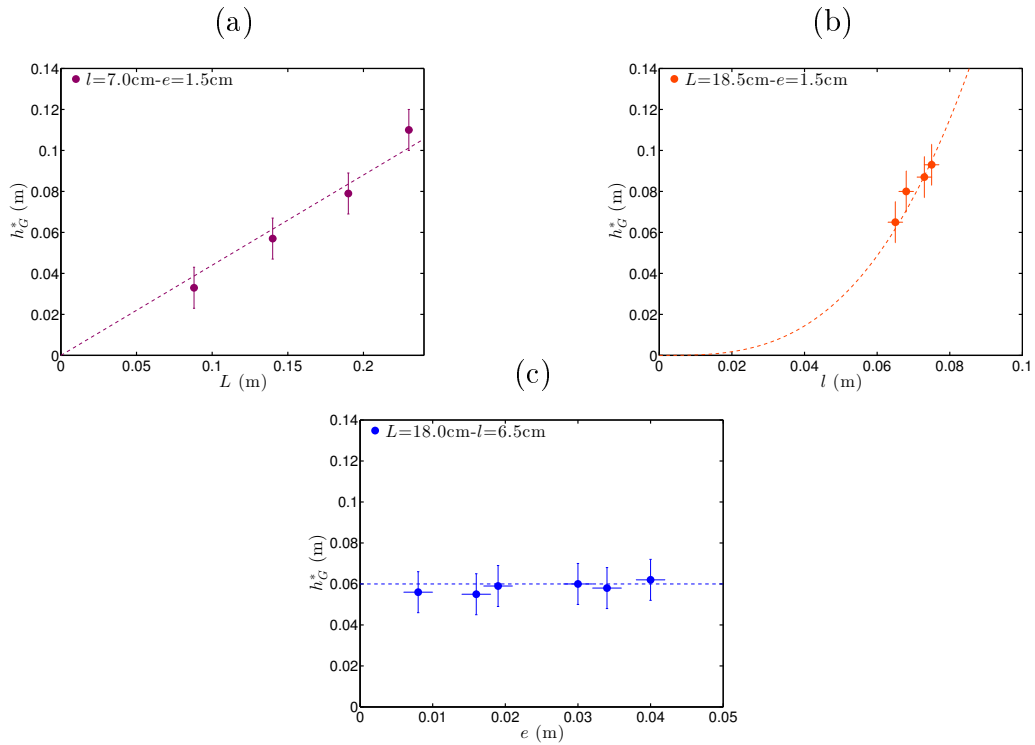 (a)
l=7.0cm-e=1.5cm
0.14
0.12
0.1
0.08
0.06
0.04
0.02
0
h*G (m)
0 0.05 0.1 0.15 0.2
L (m)
(b)
L=18.5cm-e=1.5cm
0.14
0.12
0.1
0.08
0.06
0.04
0.02
0
h*G (m)
0 0.02 0.04 0.06 0.08 0.1
l (m)
(c)
L=18.0cm-l=6.5cm
0.14
0.12
0.1
0.08
0.06
0.04
0.02
0
h*G (m)
0 0.01 0.02 0.03 0.04 0.05
e (m)